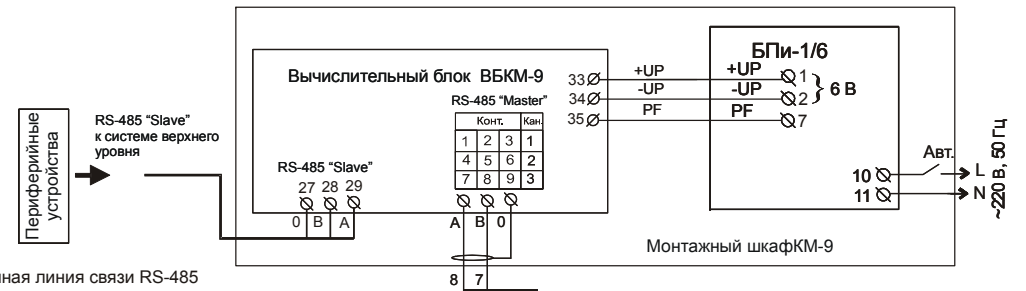 БПи-1/6
Вычислительный блок ВБКМ-9
33 +UP +UP 1
34 -UP -UP 2
6 В
35 PF PF 7
RS-485 “Master”
Конт. Кан.
1 2 3 1
4 5 6 2
7 8 9 3
Периферийные
устройства
RS-485 “Slave”
к системе верхнего
уровня
RS-485 “Slave”
27 28 29
0 В А
А В 0
8 7
Авт.
10 L
11 N
~220 в, 50 Гц
Монтажный шкафКМ-9
линия связи RS-485